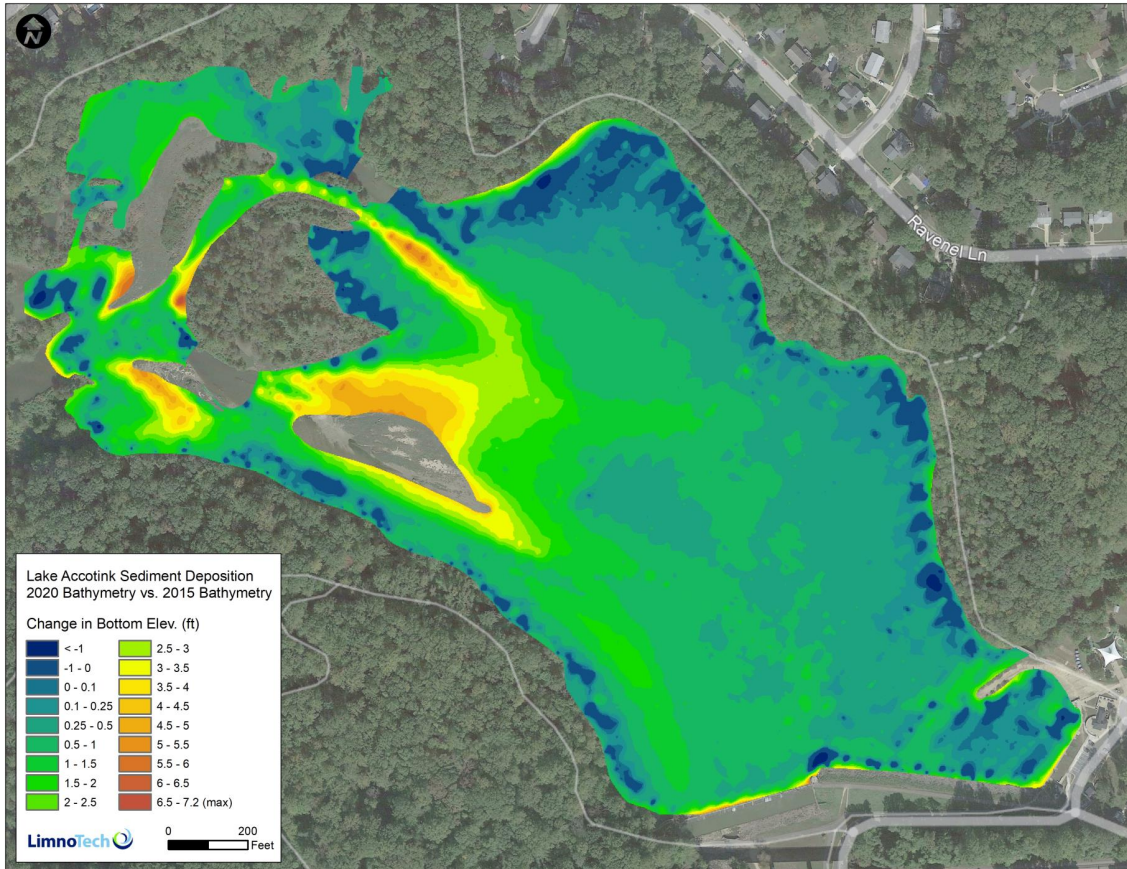 N
Ravenel Ln
Lake Accotink Sediment Deposition
2020 Bathymetry vs. 2015 Bathymetry
Change in Bottom Elev. (ft)
< -1
-1 - 0
0 - 0.1
0.1 - 0.25
0.25 - 0.5
0.5 - 1
1 - 1.5
1.5 - 2
2 - 2.5
2.5 - 3
3 - 3.5
3.5 - 4
4 - 4.5
4.5 - 5
5 - 5.5
5.5 - 6
6 - 6.5
6.5 - 7.2 (max)
LimnoTech
0 200
Feet